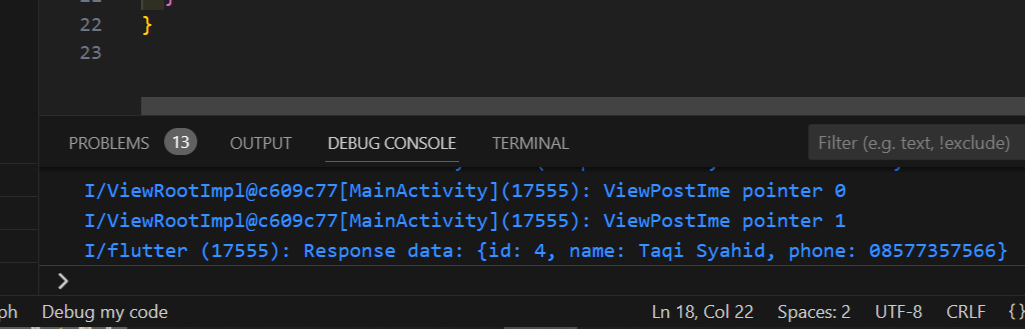 }
22 }
23
PROBLEMS 13 OUTPUT DEBUG CONSOLE TERMINAL Filter (e.g. text, !exclude)
I/ViewRootImpl@c609c77[MainActivity](17555): ViewPostIme pointer 0
I/ViewRootImpl@c609c77[MainActivity](17555): ViewPostIme pointer 1
I/flutter (17555): Response data: {id: 4, name: Taqi Syahid, phone: 08577357566}
>
ph Debug my code Ln 18, Col 22 Spaces: 2 UTF-8 CRLF {}